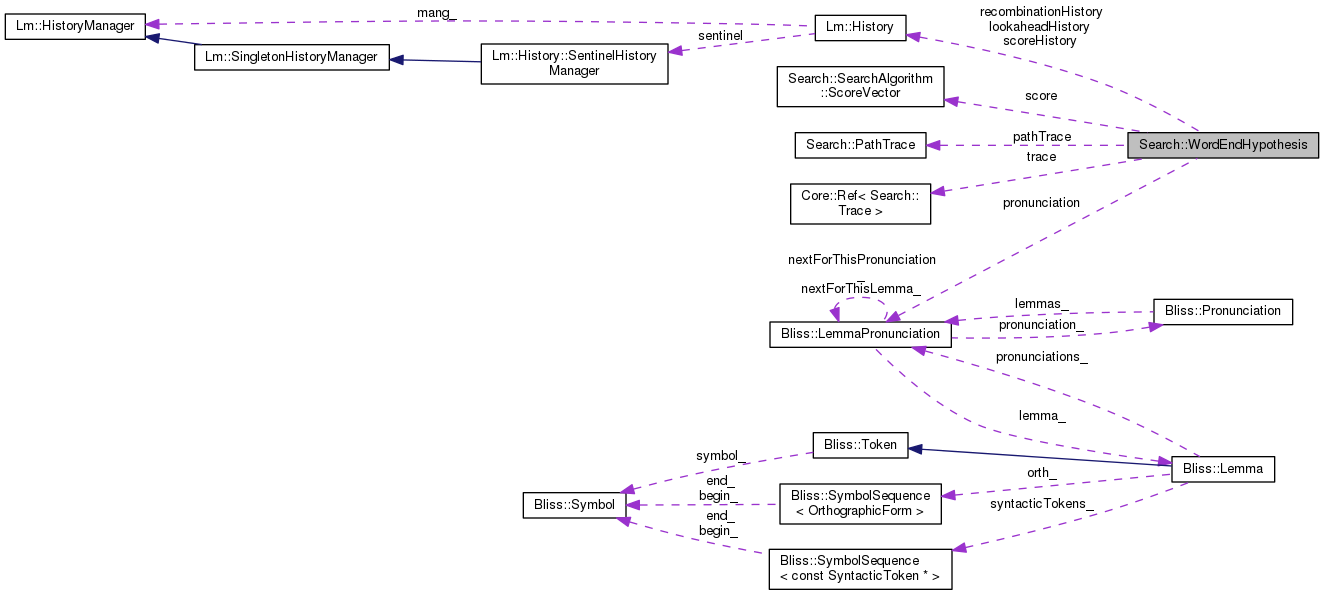 mang_
recombinationHistory
lookaheadHistory
scoreHistory
Lm::HistoryManager
Lm::History
sentinel
Lm::SingletonHistoryManager
Lm::History::SentinelHistory
Manager
Search::SearchAlgorithm
::ScoreVector
score
Search::PathTrace
pathTrace
Search::WordEndHypothesis
trace
Core::Ref< Search::
Trace >
pronunciation
nextForThisPronunciation
_
nextForThisLemma_
lemmas_
Bliss::Pronunciation
pronunciation_
Bliss::LemmaPronunciation
pronunciations_
lemma_
Bliss::Token
symbol_
Bliss::Lemma
orth_
end_
begin_
Bliss::SymbolSequence
< OrthographicForm >
Bliss::Symbol
syntacticTokens_
end_
begin_
Bliss::SymbolSequence
< const SyntacticToken * >